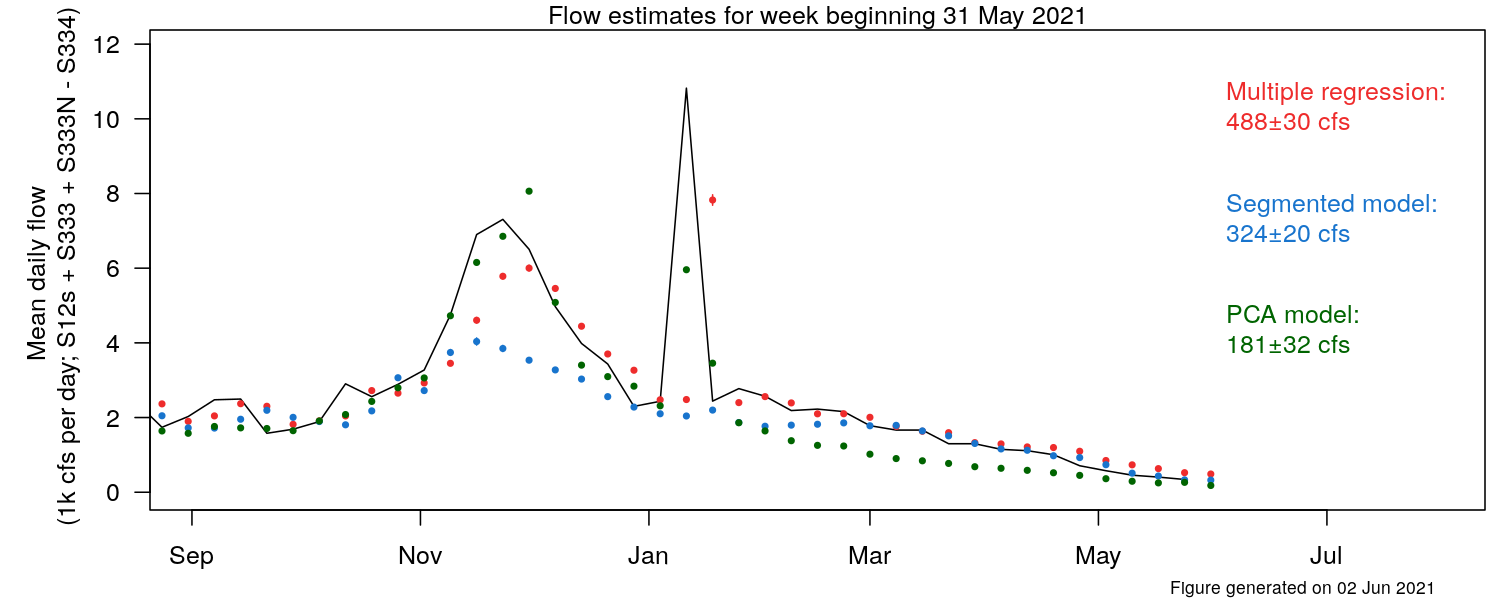 Flow estimates for week beginning 31 May 2021
Mean daily flow
(1k cfs per day; S12s + S333 + S333N - S334)
12
10
8
6
4
2
0
Multiple regression:
488±30 cfs
Segmented model:
324±20 cfs
PCA model:
181±32 cfs
Sep Nov Jan Mar May Jul
Figure generated on 02 Jun 2021